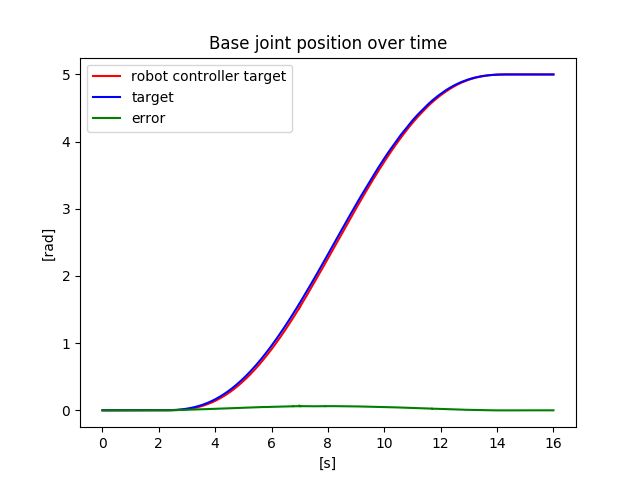 Base joint position over time
robot controller target
target
error
5
4
3
2
1
0
[rad]
0 2 4 6 8 10 12 14 16
[s]